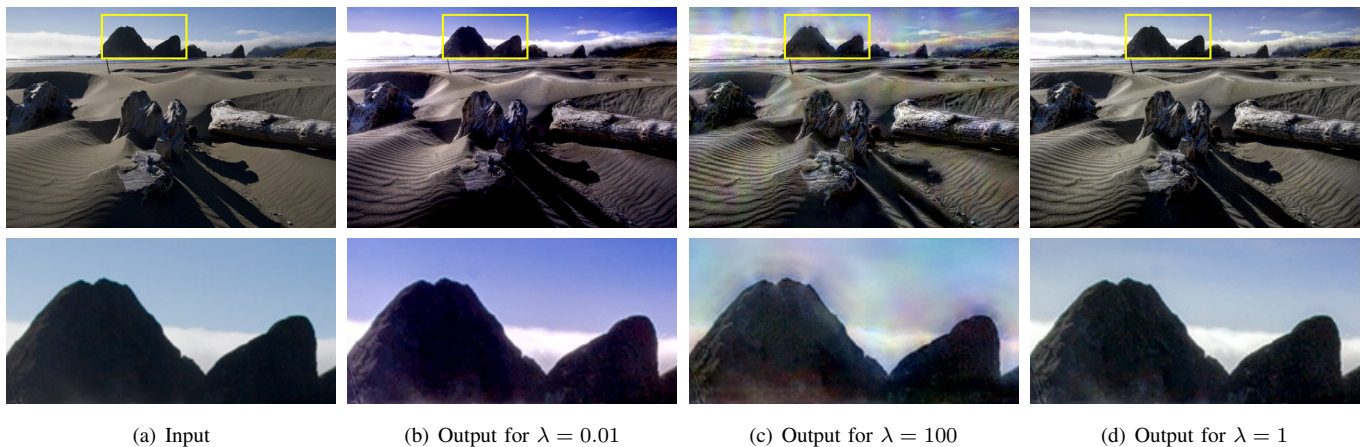 (a) Input
(b) Output for λ = 0.01
(c) Output for λ = 100
(d) Output for λ = 1